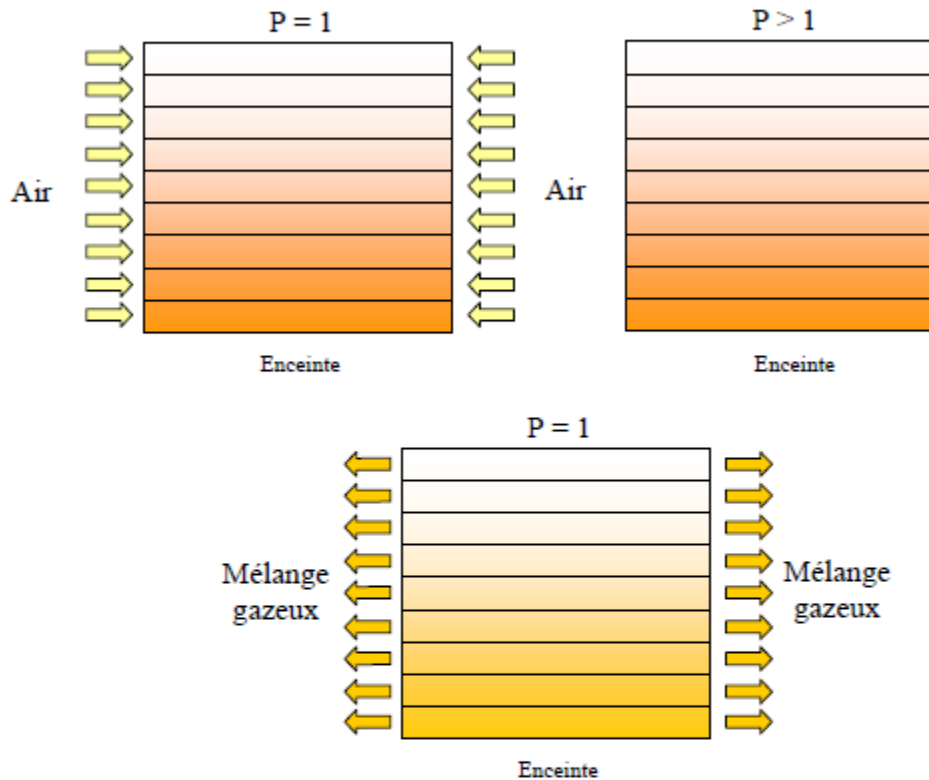 P = 1
P > 1
Air
Air
Enceinte
Enceinte
P = 1
Mélange
gazeux
Mélange
gazeux
Enceinte